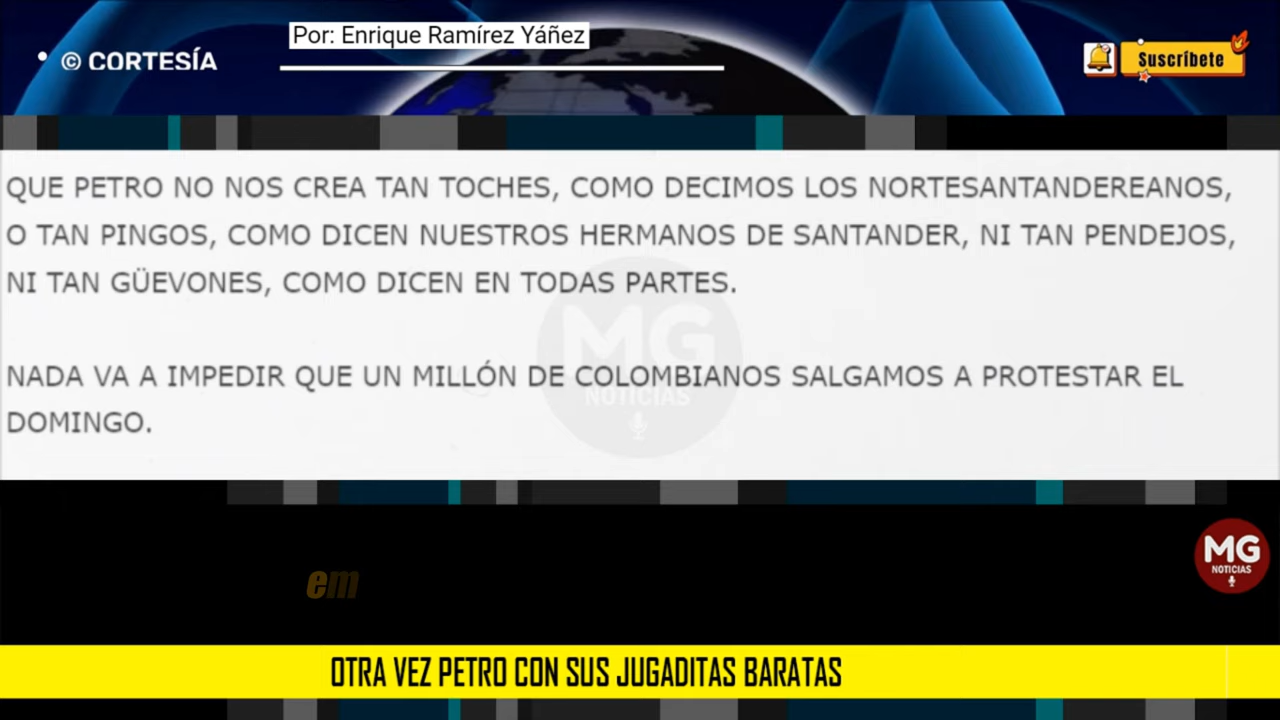 Por: Enrique Ramírez Yáñez
© CORTESÍA
Suscríbete
QUE PETRO NO NOS CREA TAN TOCHES, COMO DECIMOS LOS NORTESANTANDEREANOS,
O TAN PINGOS, COMO DICEN NUESTROS HERMANOS DE SANTANDER, NI TAN PENDEJOS,
NI TAN GÜEVONES, COMO DICEN EN TODAS PARTES.
NADA VA A IMPEDIR QUE UN MILLÓN DE COLOMBIANOS SALGAMOS A PROTESTAR EL
DOMINGO.
MG
NOTICIAS
MG
NOTICIAS
em
OTRA VEZ PETRO CON SUS JUGADITAS BARATAS